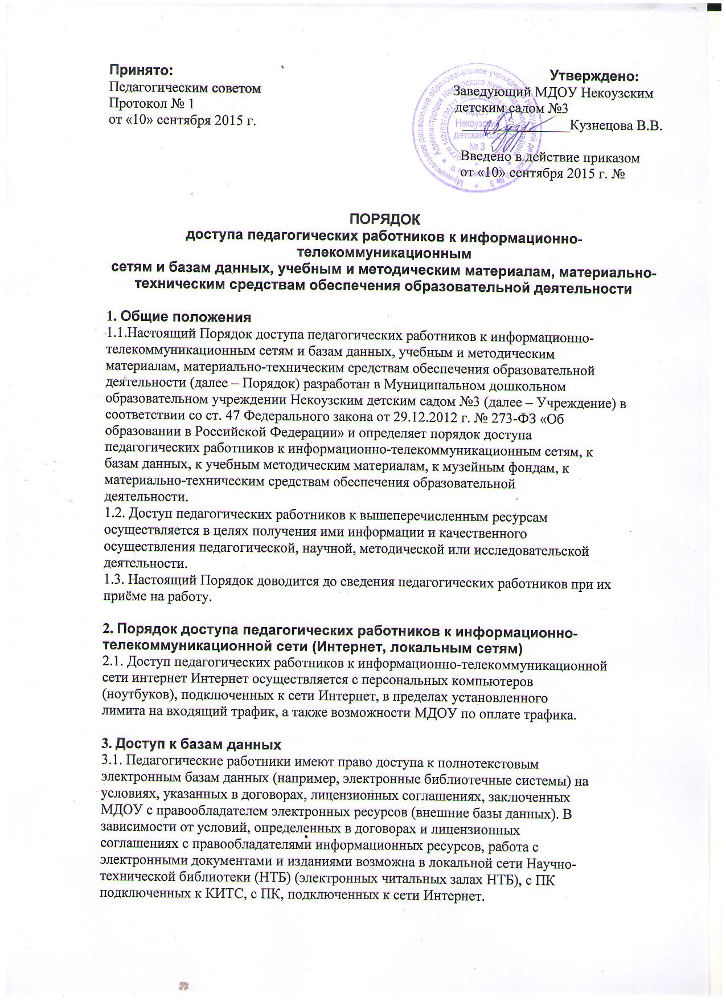 Принято:
Педагогическим советом
Протокол № 1
от «10» сентября 2015 г.
Утверждено:
Заведующий МДОУ Некоузским
детским садом №3
Кузнецова В.В.
Введено в действие приказом
от «10» сентября 2015 г. №
МДОУ
Некоузский
детский сад
№ 3
ПОРЯДОК
доступа педагогических работников к информационно-
телекоммуникационным
сетям и базам данных, учебным и методическим материалам, материально-
техническим средствам обеспечения образовательной деятельности
1. Общие положения
1.1.Настоящий Порядок доступа педагогических работников к информационно-
телекоммуникационным сетям и базам данных, учебным и методическим
материалам, материально-техническим средствам обеспечения образовательной
деятельности (далее – Порядок) разработан в Муниципальном дошкольном
образовательном учреждении Некоузским детским садом №3 (далее – Учреждение) в
соответствии со ст. 47 Федерального закона от 29.12.2012 г. № 273-ФЗ «Об
образовании в Российской Федерации» и определяет порядок доступа
педагогических работников к информационно-телекоммуникационным сетям, к
базам данных, к учебным методическим материалам, к музейным фондам, к
материально-техническим средствам обеспечения образовательной
деятельности.
1.2. Доступ педагогических работников к вышеперечисленным ресурсам
осуществляется в целях получения ими информации и качественного
осуществления педагогической, научной, методической или исследовательской
деятельности.
1.3. Настоящий Порядок доводится до сведения педагогических работников при их
приёме на работу.
2. Порядок доступа педагогических работников к информационно-
телекоммуникационной сети (Интернет, локальным сетям)
2.1. Доступ педагогических работников к информационно-телекоммуникационной
сети интернет Интернет осуществляется с персональных компьютеров
(ноутбуков), подключенных к сети Интернет, в пределах установленного
лимита на входящий трафик, а также возможности МДОУ по оплате трафика.
3. Доступ к базам данных
3.1. Педагогические работники имеют право доступа к полнотекстовым
электронным базам данных (например, электронные библиотечные системы) на
условиях, указанных в договорах, лицензионных соглашениях, заключенных
МДОУ с правообладателем электронных ресурсов (внешние базы данных). В
зависимости от условий, определенных в договорах и лицензионных
соглашениях с правообладателями информационных ресурсов, работа с
электронными документами и изданиями возможна в локальной сети Научно-
технической библиотеки (НТБ) (электронных читальных залах НТБ), с ПК
подключенных к КИТС, с ПК, подключенных к сети Интернет.